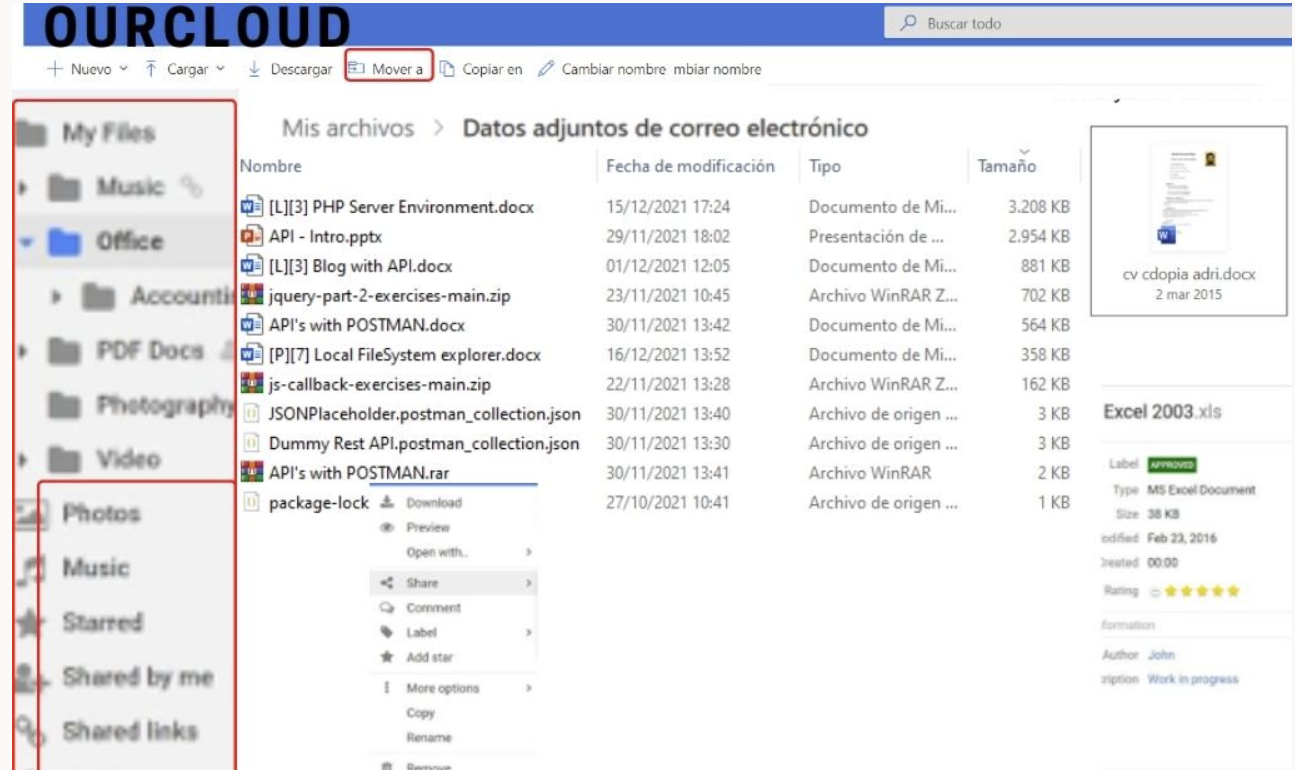 OURCLOUD
Buscar todo
Nuevo Cargar Descargar Mover a Copiar en Cambiar nombre mbiar nombre
My Files
Music
Office
Accounti
PDF Docs
Photography
Video
Photos
Music
Starred
Shared by me
Shared links
Mis archivos > Datos adjuntos de correo electrónico
Nombre Fecha de modificación Tipo Tamaño
[L][3] PHP Server Environment.docx 15/12/2021 17:24 Documento de Mi... 3.208 KB
API - Intro.pptx 29/11/2021 18:02 Presentación de ... 2.954 KB
[L][3] Blog with API.docx 01/12/2021 12:05 Documento de Mi... 881 KB
jquery-part-2-exercises-main.zip 23/11/2021 10:45 Archivo WinRAR Z... 702 KB
API's with POSTMAN.docx 30/11/2021 13:42 Documento de Mi... 564 KB
[P][7] Local FileSystem explorer.docx 16/12/2021 13:52 Documento de Mi... 358 KB
js-callback-exercises-main.zip 22/11/2021 13:28 Archivo WinRAR Z... 162 KB
JSONPlaceholder.postman_collection.json 30/11/2021 13:40 Archivo de origen ... 3 KB
Dummy Rest API.postman_collection.json 30/11/2021 13:30 Archivo de origen ... 3 KB
API's with POSTMAN.rar 30/11/2021 13:41 Archivo WinRAR 2 KB
package-lock 27/10/2021 10:41 Archivo de origen ... 1 KB
Download
Preview
Open with..
Share
Comment
Label
Add star
More options
Copy
Rename
Remove
cv cdopia adri.docx
2 mar 2015
Excel 2003.xls
Label APPROVED
Type MS Excel Document
Size 38 KB
odified Feb 23, 2016
Created 00:00
Rating
formation
Author John
cription Work in progress